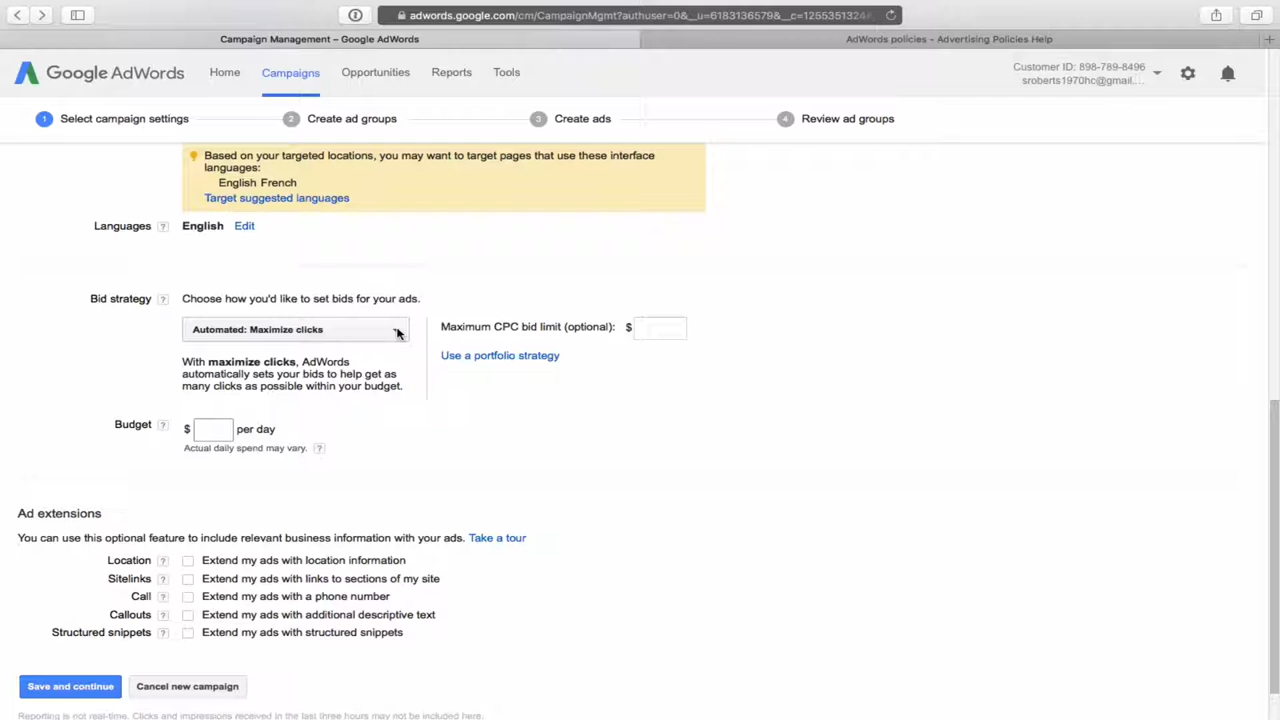 adwords.google.com/cm/CampaignMgmt?authuser=0&__u=6183136579&__c=1255351324
Campaign Management – Google AdWords
AdWords policies - Advertising Policies Help
Google AdWords
Home
Campaigns
Opportunities
Reports
Tools
Customer ID: 898-789-8496
sroberts1970hc@gmail....
1 Select campaign settings
2 Create ad groups
3 Create ads
4 Review ad groups
Based on your targeted locations, you may want to target pages that use these interface
languages:
English French
Target suggested languages
Languages ? English Edit
Bid strategy ? Choose how you'd like to set bids for your ads.
Automated: Maximize clicks
Maximum CPC bid limit (optional): $
Use a portfolio strategy
With maximize clicks, AdWords
automatically sets your bids to help get as
many clicks as possible within your budget.
Budget ? $ per day
Actual daily spend may vary. ?
Ad extensions
You can use this optional feature to include relevant business information with your ads. Take a tour
Location ? Extend my ads with location information
Sitelinks ? Extend my ads with links to sections of my site
Call ? Extend my ads with a phone number
Callouts ? Extend my ads with additional descriptive text
Structured snippets ? Extend my ads with structured snippets
Save and continue
Cancel new campaign
Reporting is not real-time. Clicks and impressions received in the last three hours may not be included here.